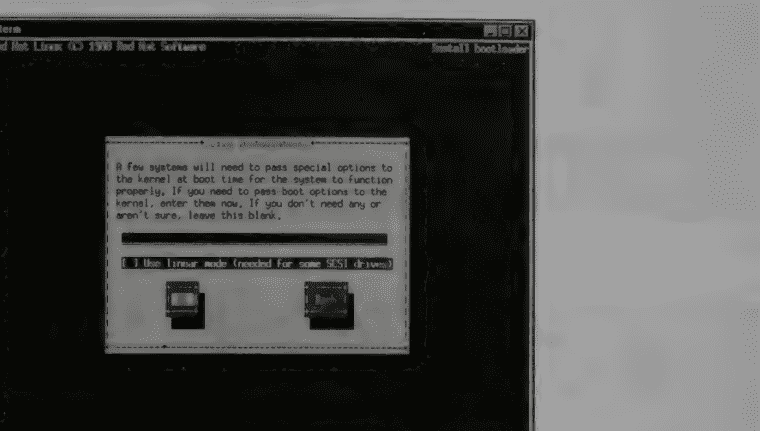 Red Hat Linux (C) 1998 Red Hat Software
Install bootloader
A few systems will need to pass special options to
the kernel at boot time for the system to function
properly. If you need to pass boot options to the
kernel, enter them now. If you don't need any or
aren't sure, leave this blank.
[ ] Use linear mode (needed for some SCSI drives)